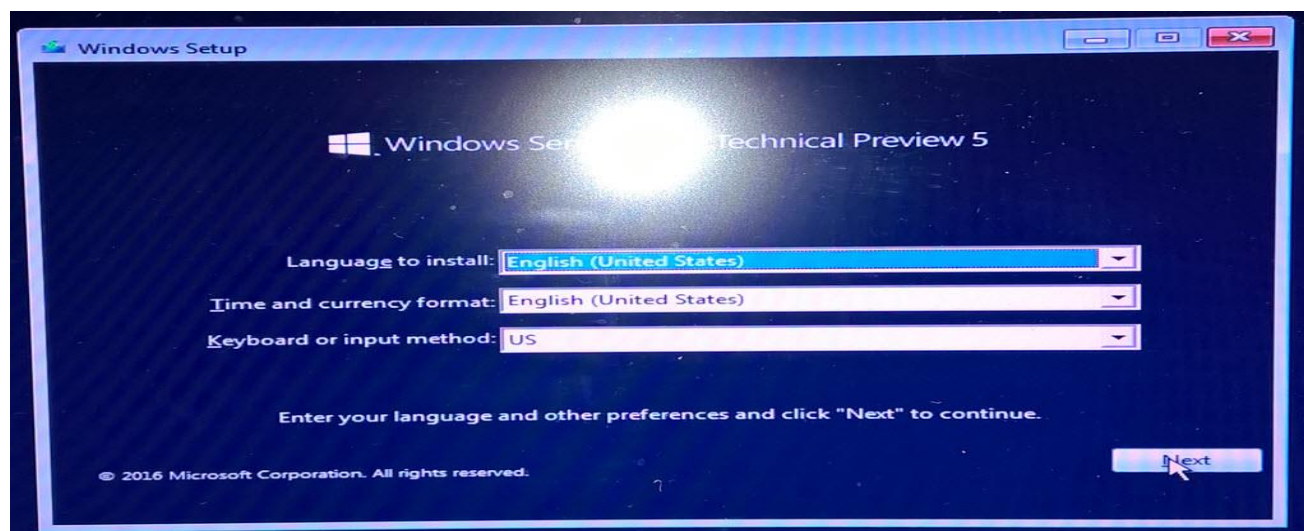 Windows Setup
Windows Technical Preview 5
Language to install: English (United States)
Time and currency format: English (United States)
Keyboard or input method: US
Enter your language and other preferences and click "Next" to continue.
© 2016 Microsoft Corporation. All rights reserved.
Next